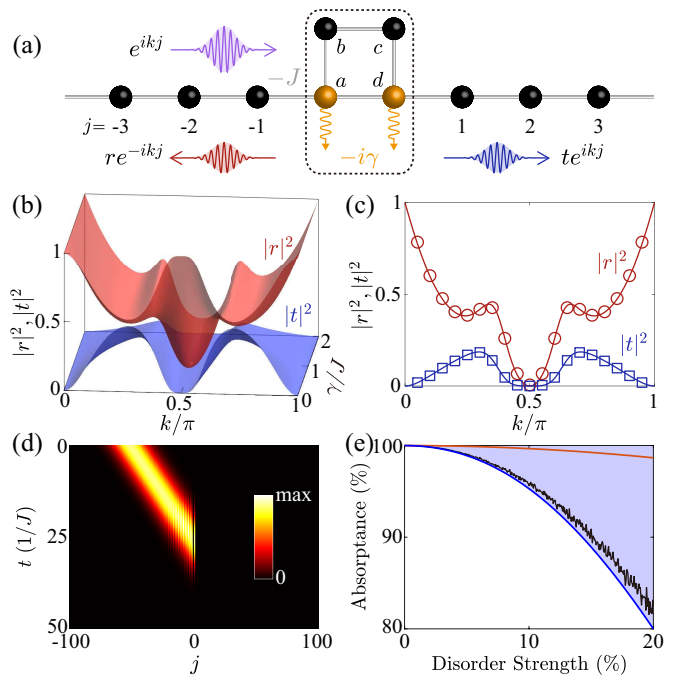 (a)
e^{ikj}
b c
-J
a d
j= -3 -2 -1 1 2 3
re^{-ikj}
-iγ
te^{ikj}
(b)
|r|^2
|t|^2
|r|^2, |t|^2
1
0.5
0
0 0.5 1
k/π
2
1
0
γ/J
(c)
1
0.5
0
|r|^2
|t|^2
|r|^2, |t|^2
0 0.5 1
k/π
(d)
0
25
50
t (1/J)
max
0
-100 0 100
j
(e)
100
90
80
Absorptance (%)
0 10 20
Disorder Strength (%)